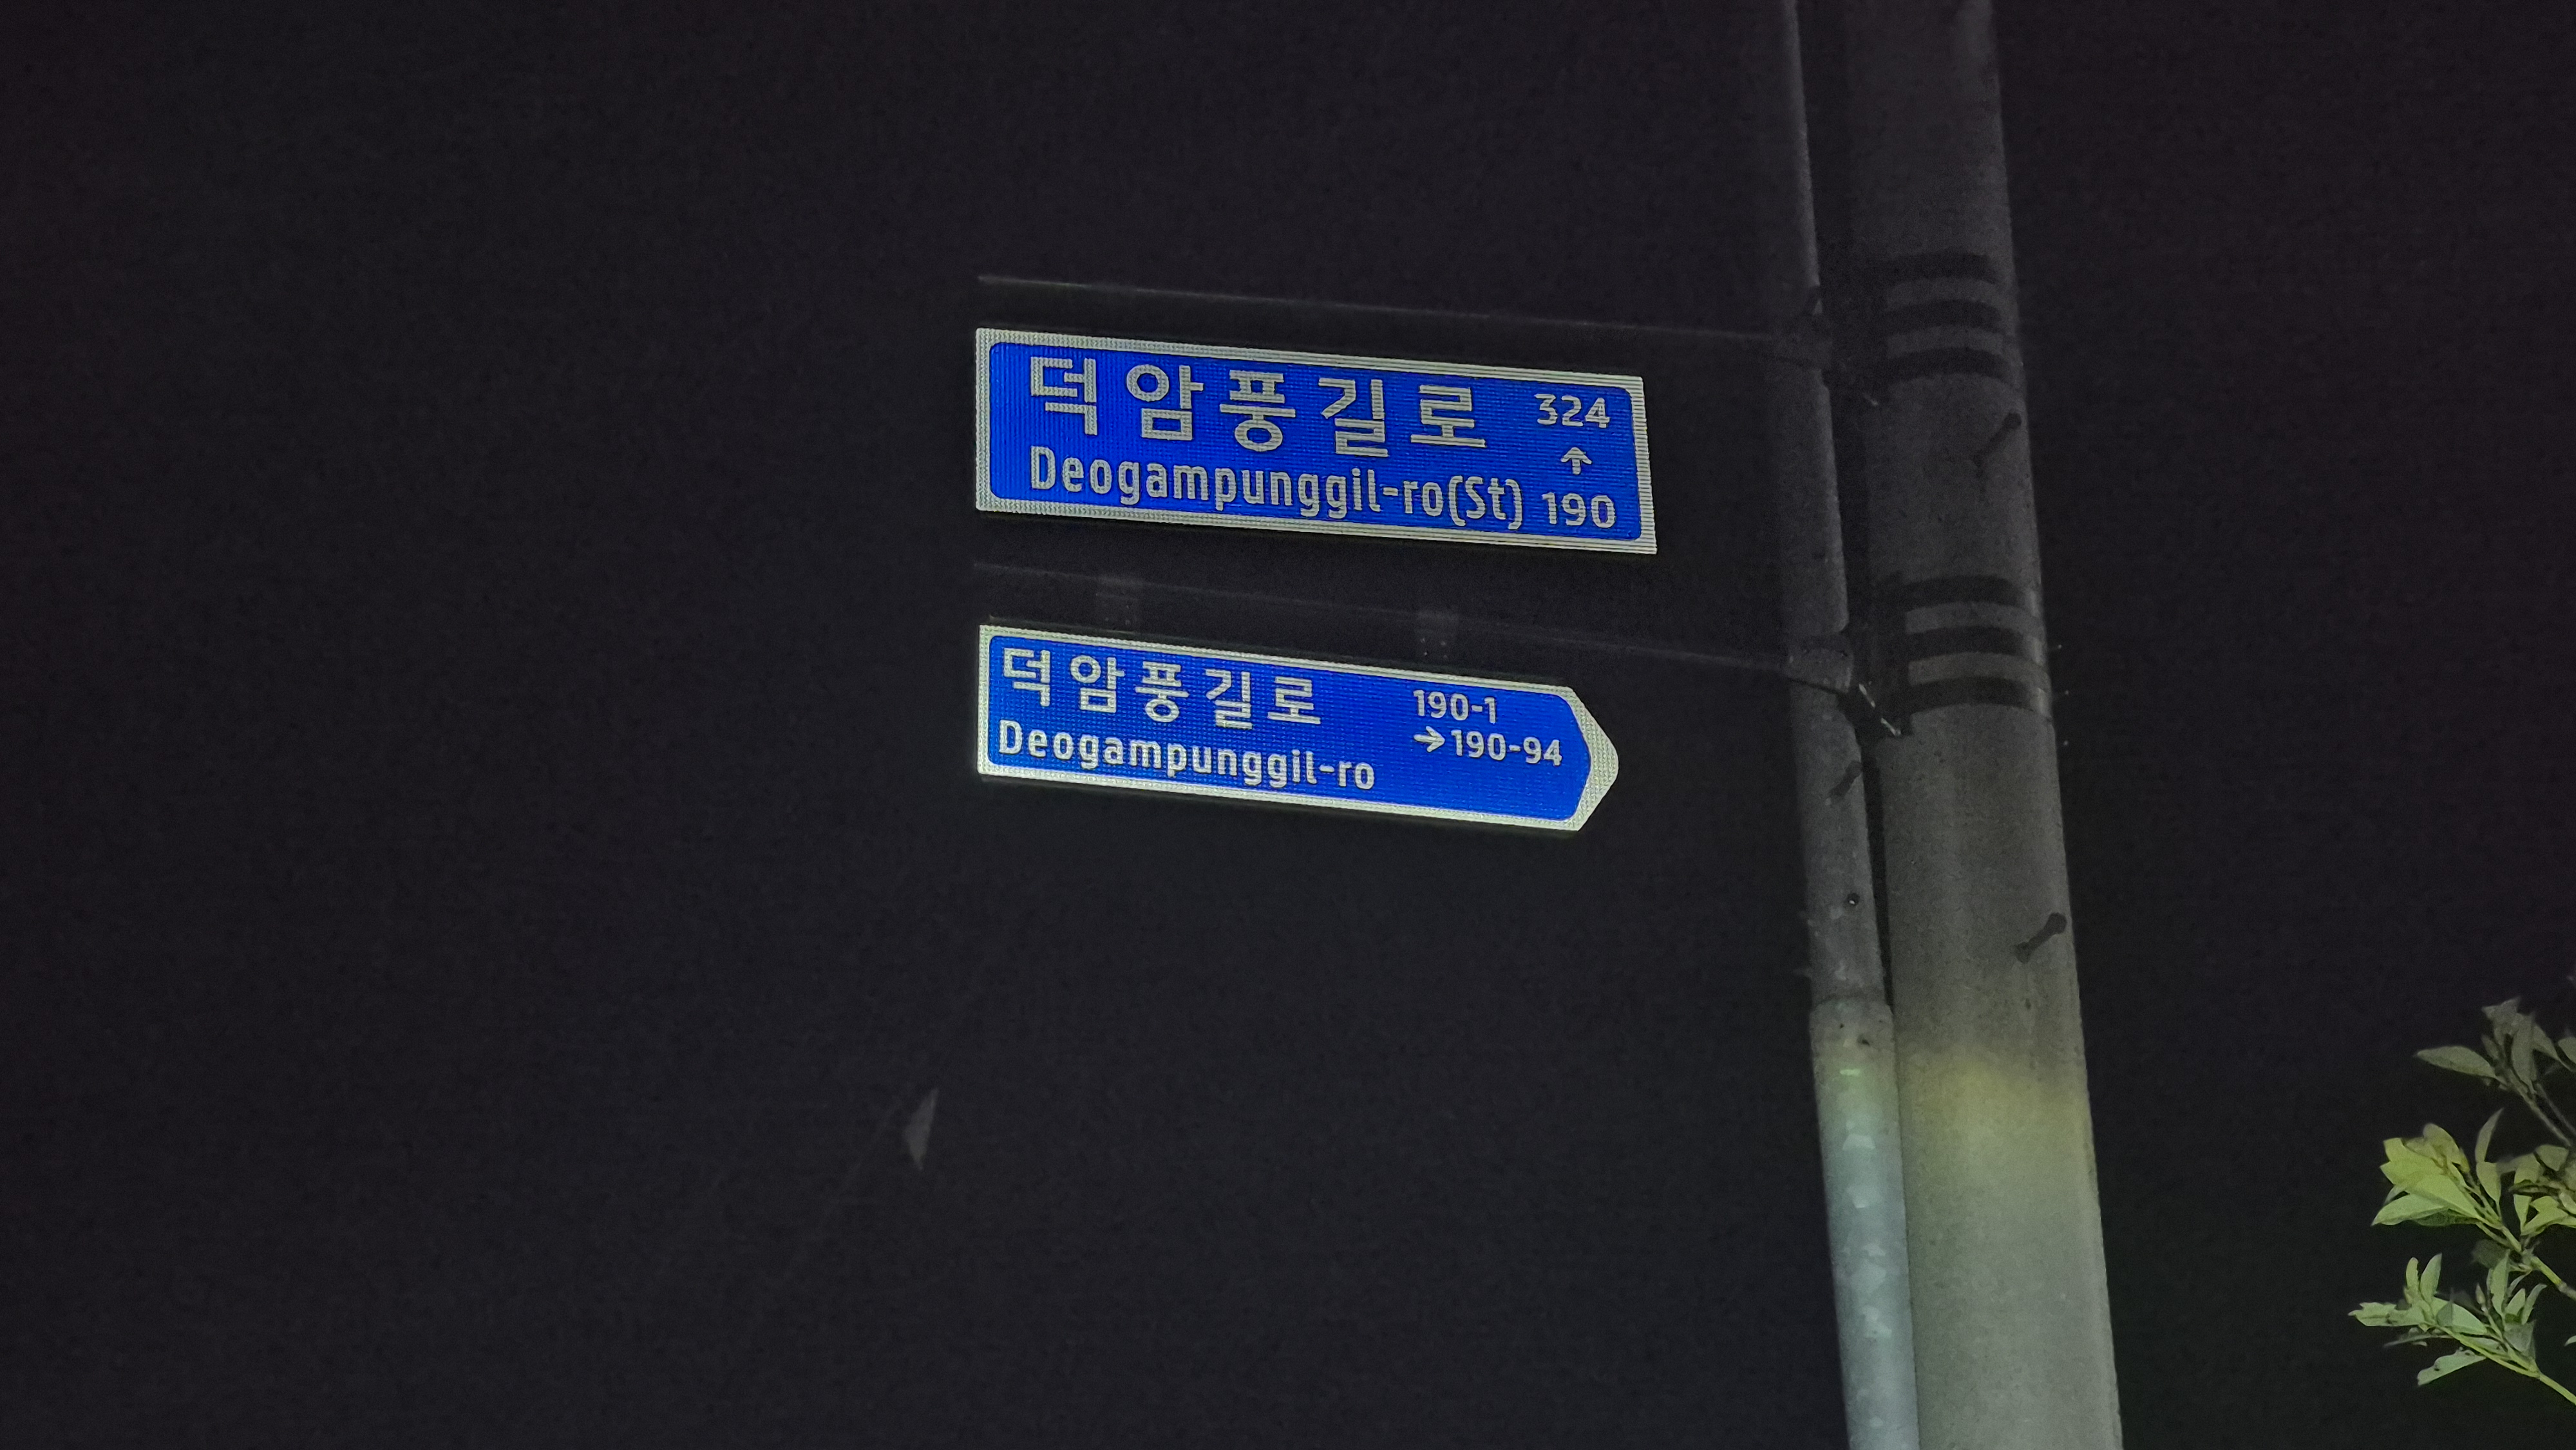 덕암풍길로 324
↑
Deogampunggil-ro(St) 190
덕암풍길로 190-1
→190-94
Deogampunggil-ro